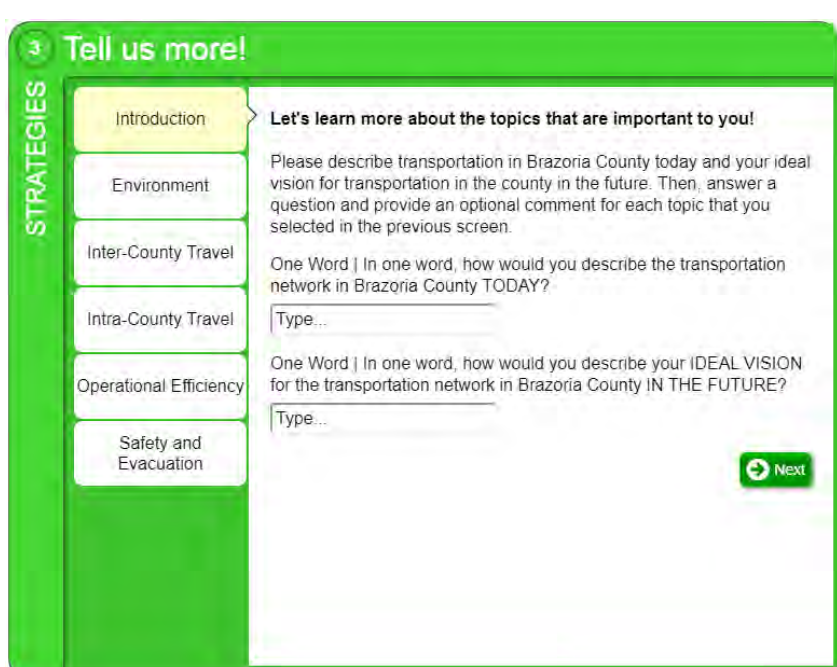 3 Tell us more!
STRATEGIES
Introduction
Environment
Inter-County Travel
Intra-County Travel
Operational Efficiency
Safety and
Evacuation
Let's learn more about the topics that are important to you!
Please describe transportation in Brazoria County today and your ideal
vision for transportation in the county in the future. Then, answer a
question and provide an optional comment for each topic that you
selected in the previous screen.
One Word | In one word, how would you describe the transportation
network in Brazoria County TODAY?
Type...
One Word | In one word, how would you describe your IDEAL VISION
for the transportation network in Brazoria County IN THE FUTURE?
Type...
Next